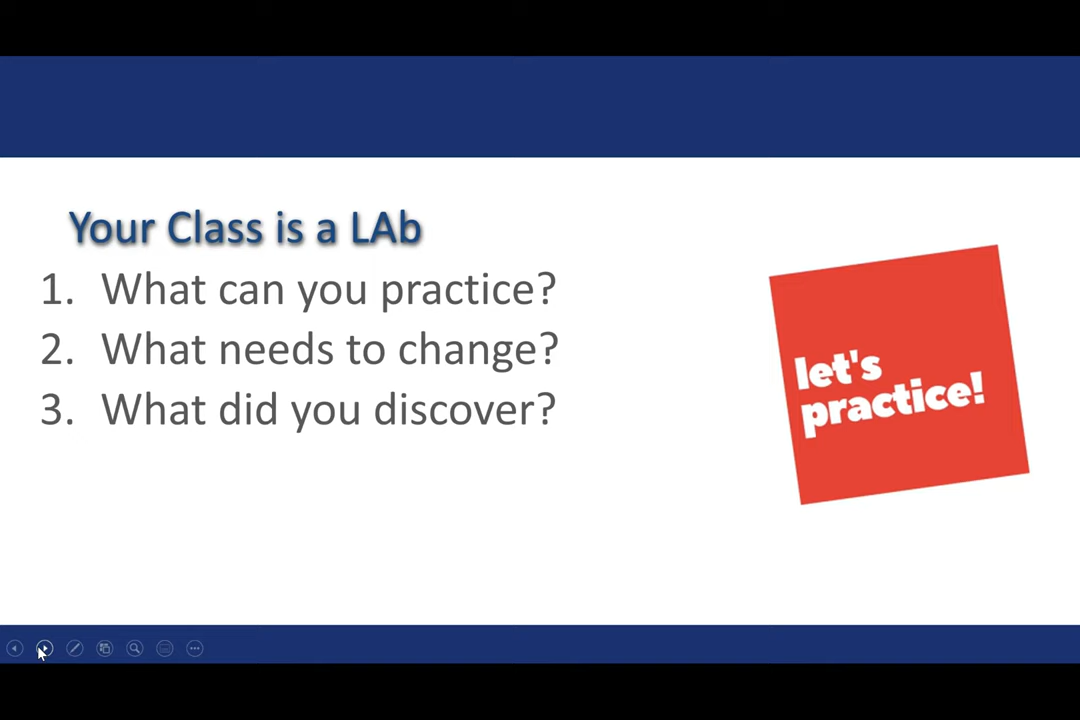 Your Class is a LAb
1. What can you practice?
2. What needs to change?
3. What did you discover?
let's
practice!